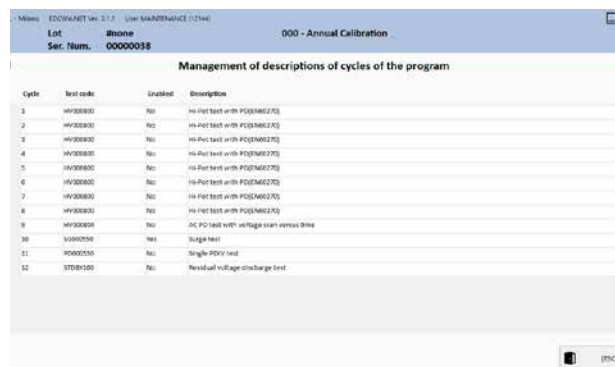 - Milano EDCWinNET Ver. 3.1.2 User MAINTENANCE (12144)
Lot #none 000 - Annual Calibration
Ser. Num. 00000038
Management of descriptions of cycles of the program
Cycle Test code Enabled Description
1 HV000800 No Hi-Pot test with PD(EN60270)
2 HV000800 No Hi-Pot test with PD(EN60270)
3 HV000800 No Hi-Pot test with PD(EN60270)
4 HV000800 No Hi-Pot test with PD(EN60270)
5 HV000800 No Hi-Pot test with PD(EN60270)
6 HV000800 No Hi-Pot test with PD(EN60270)
7 HV000800 No Hi-Pot test with PD(EN60270)
8 HV000800 No Hi-Pot test with PD(EN60270)
9 HV000804 No AC PD test with voltage scan versus time
10 SG000550 Yes Surge test
11 PD000550 No Single PDIV test
12 STDBY100 No Residual voltage discharge test
[ESC